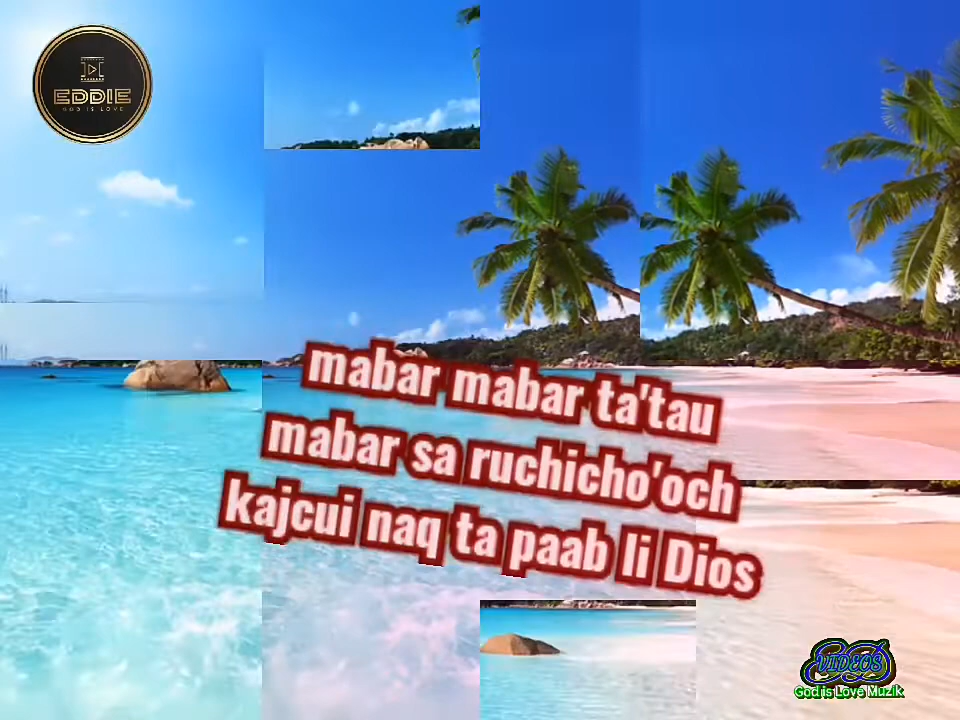 EDDIE
GOD IS LOVE
mabar mabar ta'tau
mabar sa ruchicho'och
kajcui naq ta paab li Dios
VIDEOS
God is Love Muzik